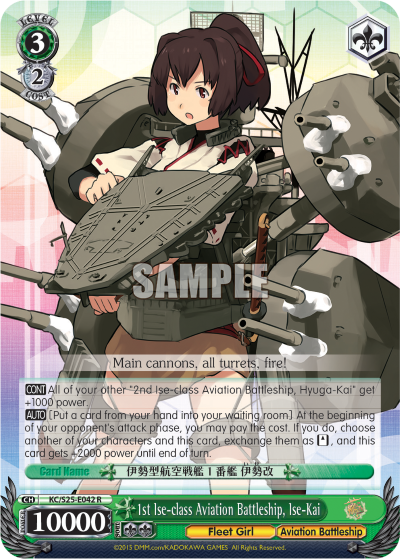 LEVEL
3
2
COST
SAMPLE
Main cannons, all turrets, fire!
CONT All of your other "2nd Ise-class Aviation Battleship, Hyuga-Kai" get
+1000 power.
AUTO [Put a card from your hand into your waiting room] At the beginning
of your opponent's attack phase, you may pay the cost. If you do, choose
another of your characters and this card, exchange them as [ ], and this
card gets +2000 power until end of turn.
Card Name 伊勢型航空戦艦1番艦 伊勢改
CH KC/S25-E042 R
1st Ise-class Aviation Battleship, Ise-Kai
10000
Fleet Girl Aviation Battleship
©2015 DMM.com/KADOKAWA GAMES All Rights Reserved.